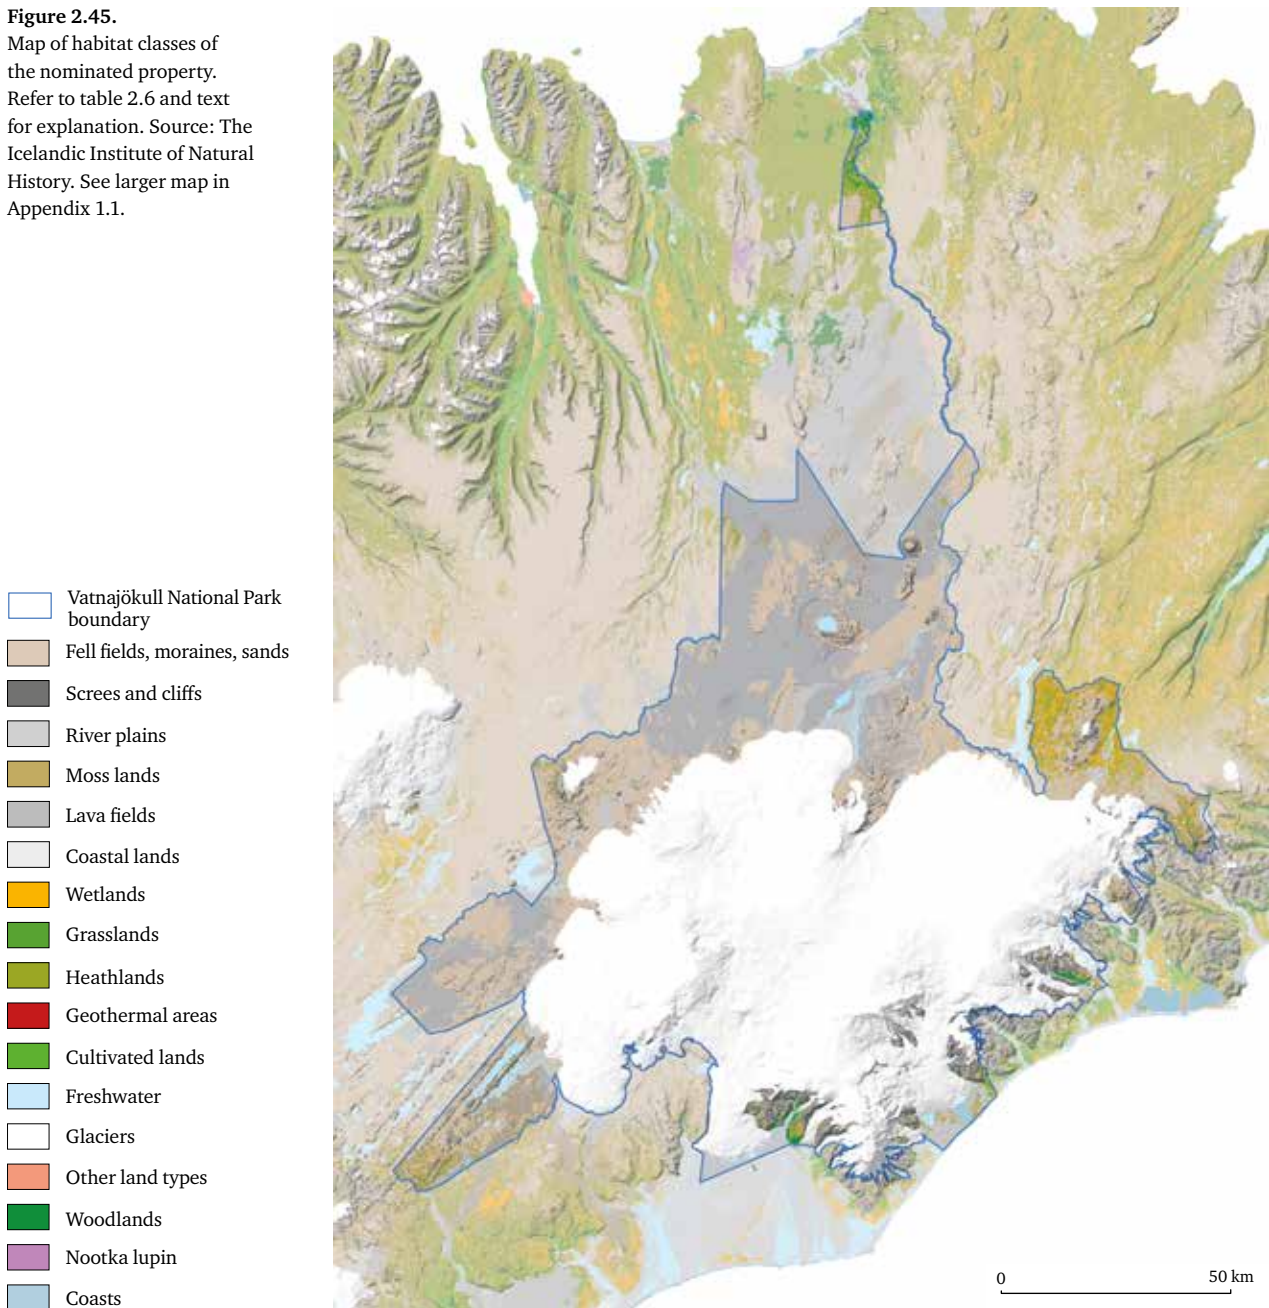 Figure 2.45.
Map of habitat classes of
the nominated property.
Refer to table 2.6 and text
for explanation. Source: The
Icelandic Institute of Natural
History. See larger map in
Appendix 1.1.
Vatnajökull National Park
boundary
Fell fields, moraines, sands
Screes and cliffs
River plains
Moss lands
Lava fields
Coastal lands
Wetlands
Grasslands
Heathlands
Geothermal areas
Cultivated lands
Freshwater
Glaciers
Other land types
Woodlands
Nootka lupin
Coasts
0 50 km